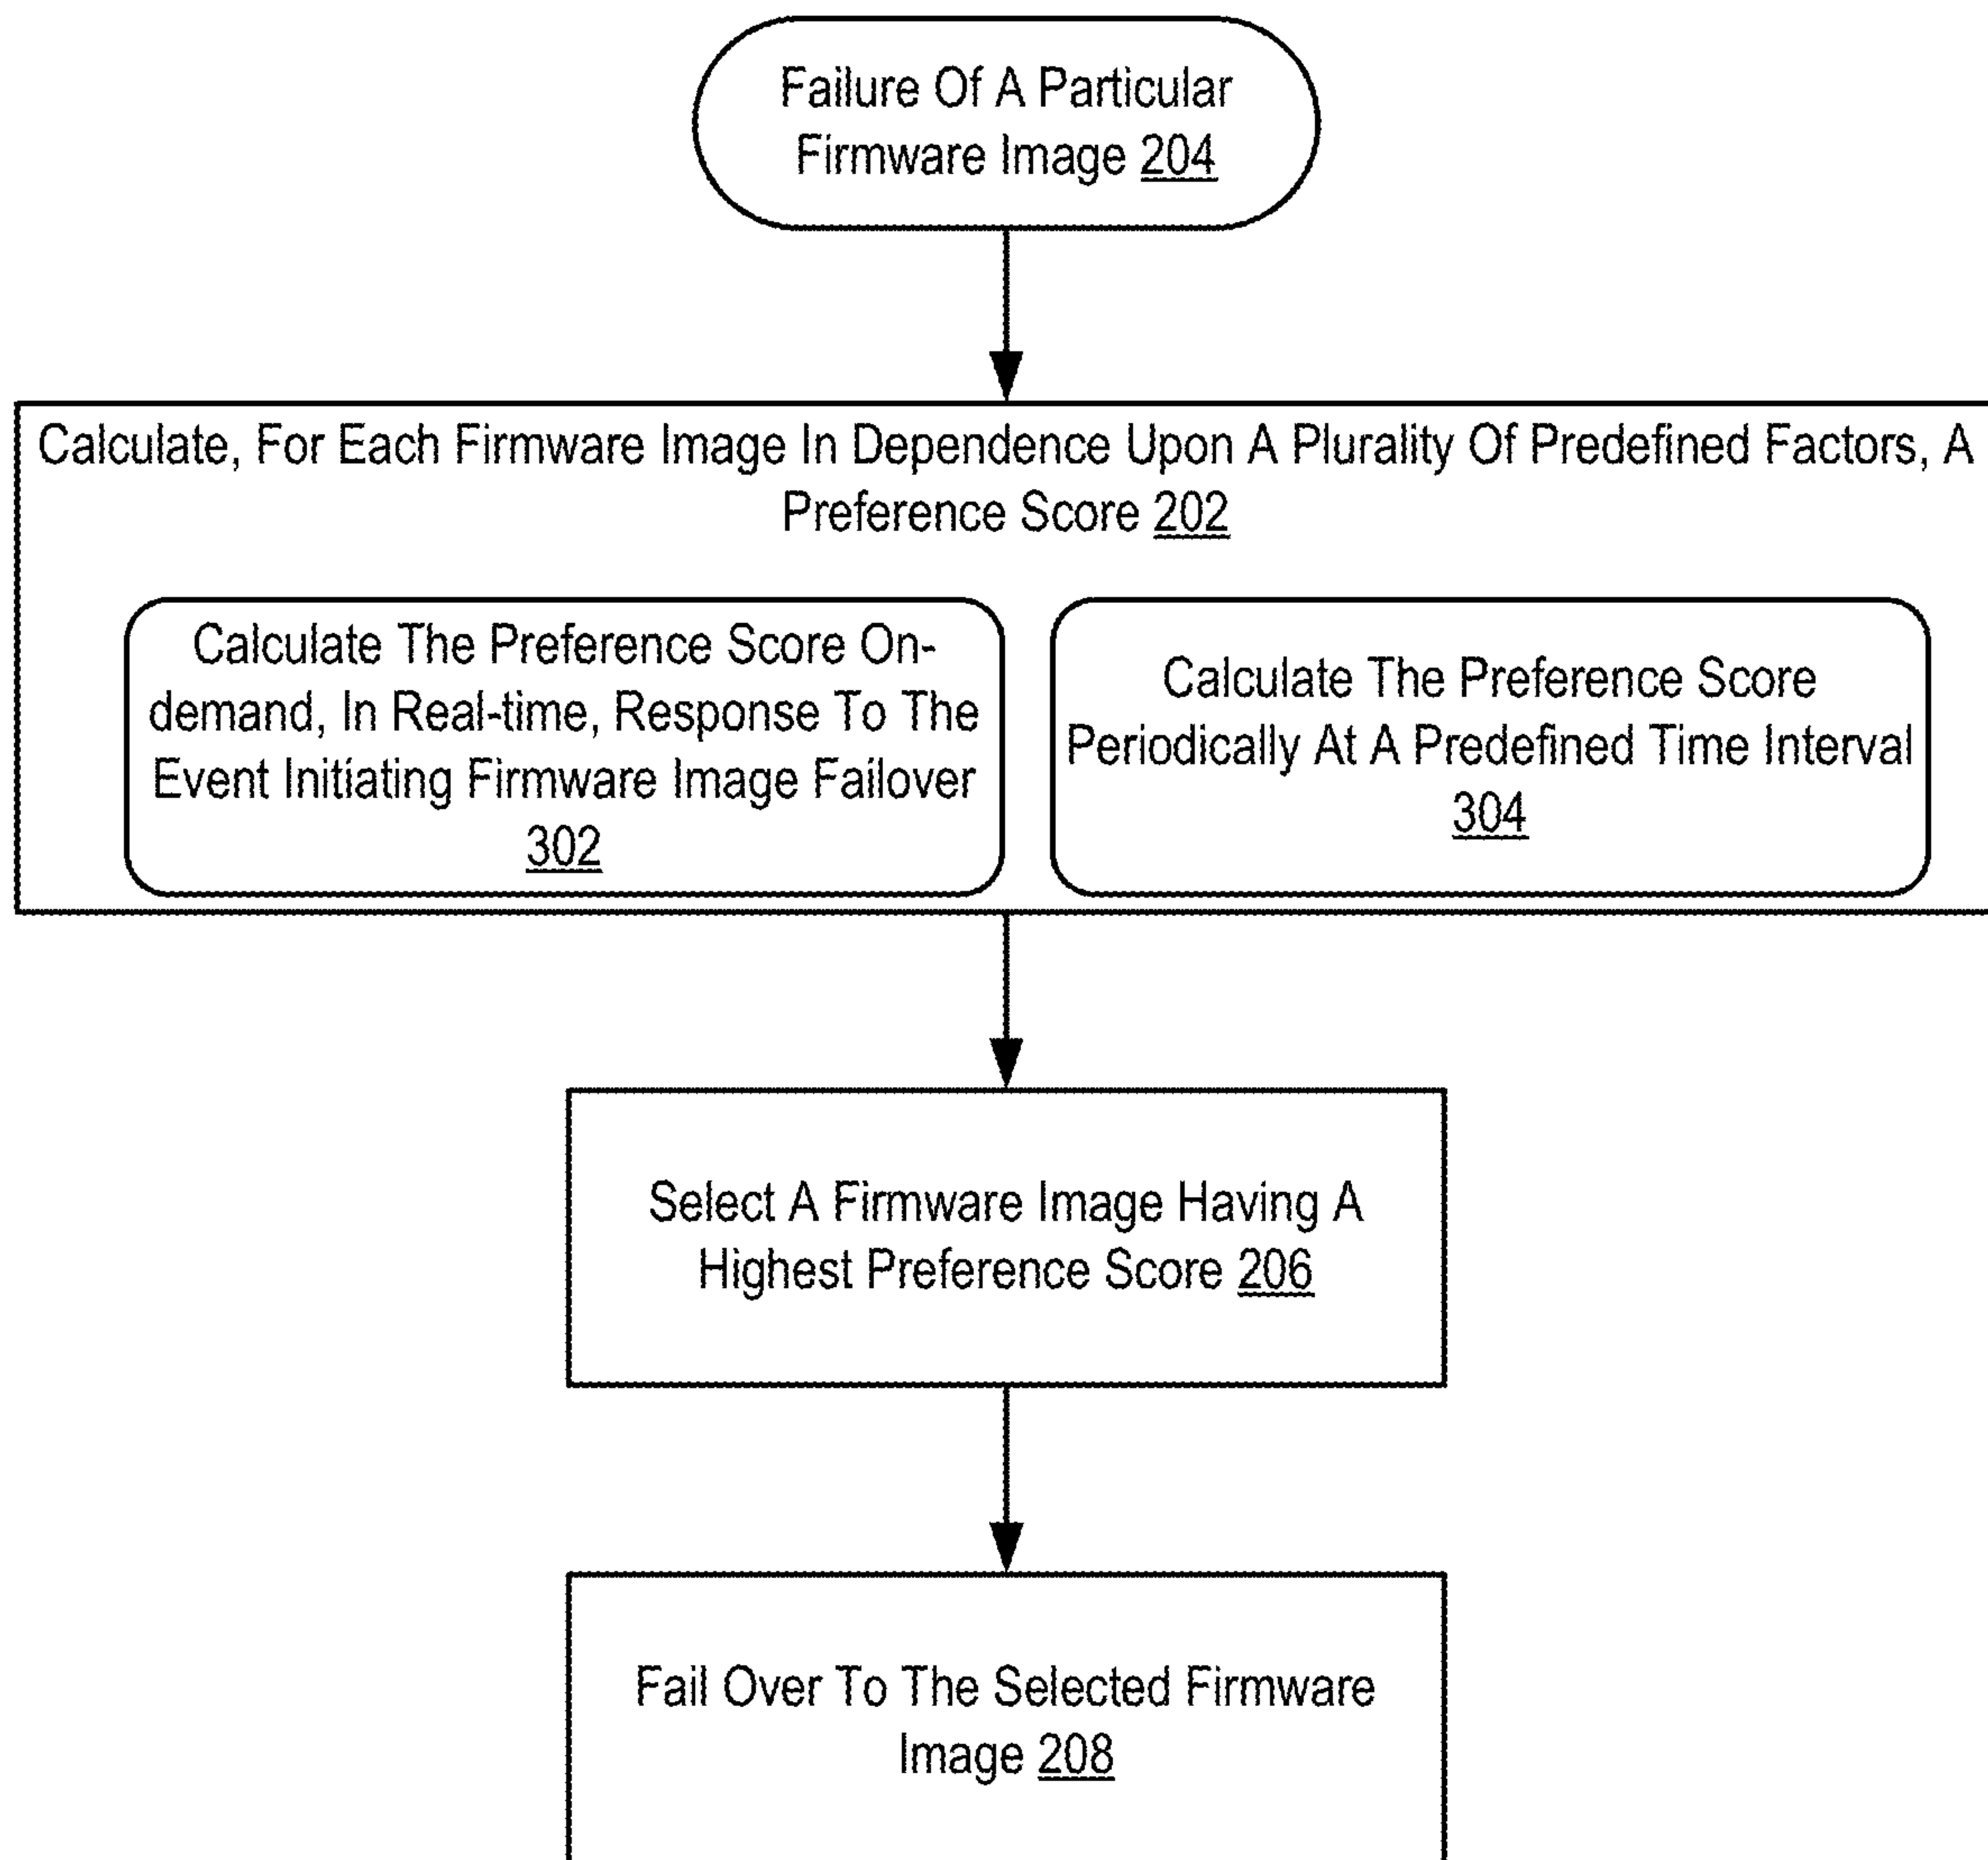 Failure Of A Particular
Firmware Image 204
Calculate, For Each Firmware Image In Dependence Upon A Plurality Of Predefined Factors, A
Preference Score 202
Calculate The Preference Score On-
demand, In Real-time, Response To The
Event Initiating Firmware Image Failover
302
Calculate The Preference Score
Periodically At A Predefined Time Interval
304
Select A Firmware Image Having A
Highest Preference Score 206
Fail Over To The Selected Firmware
Image 208